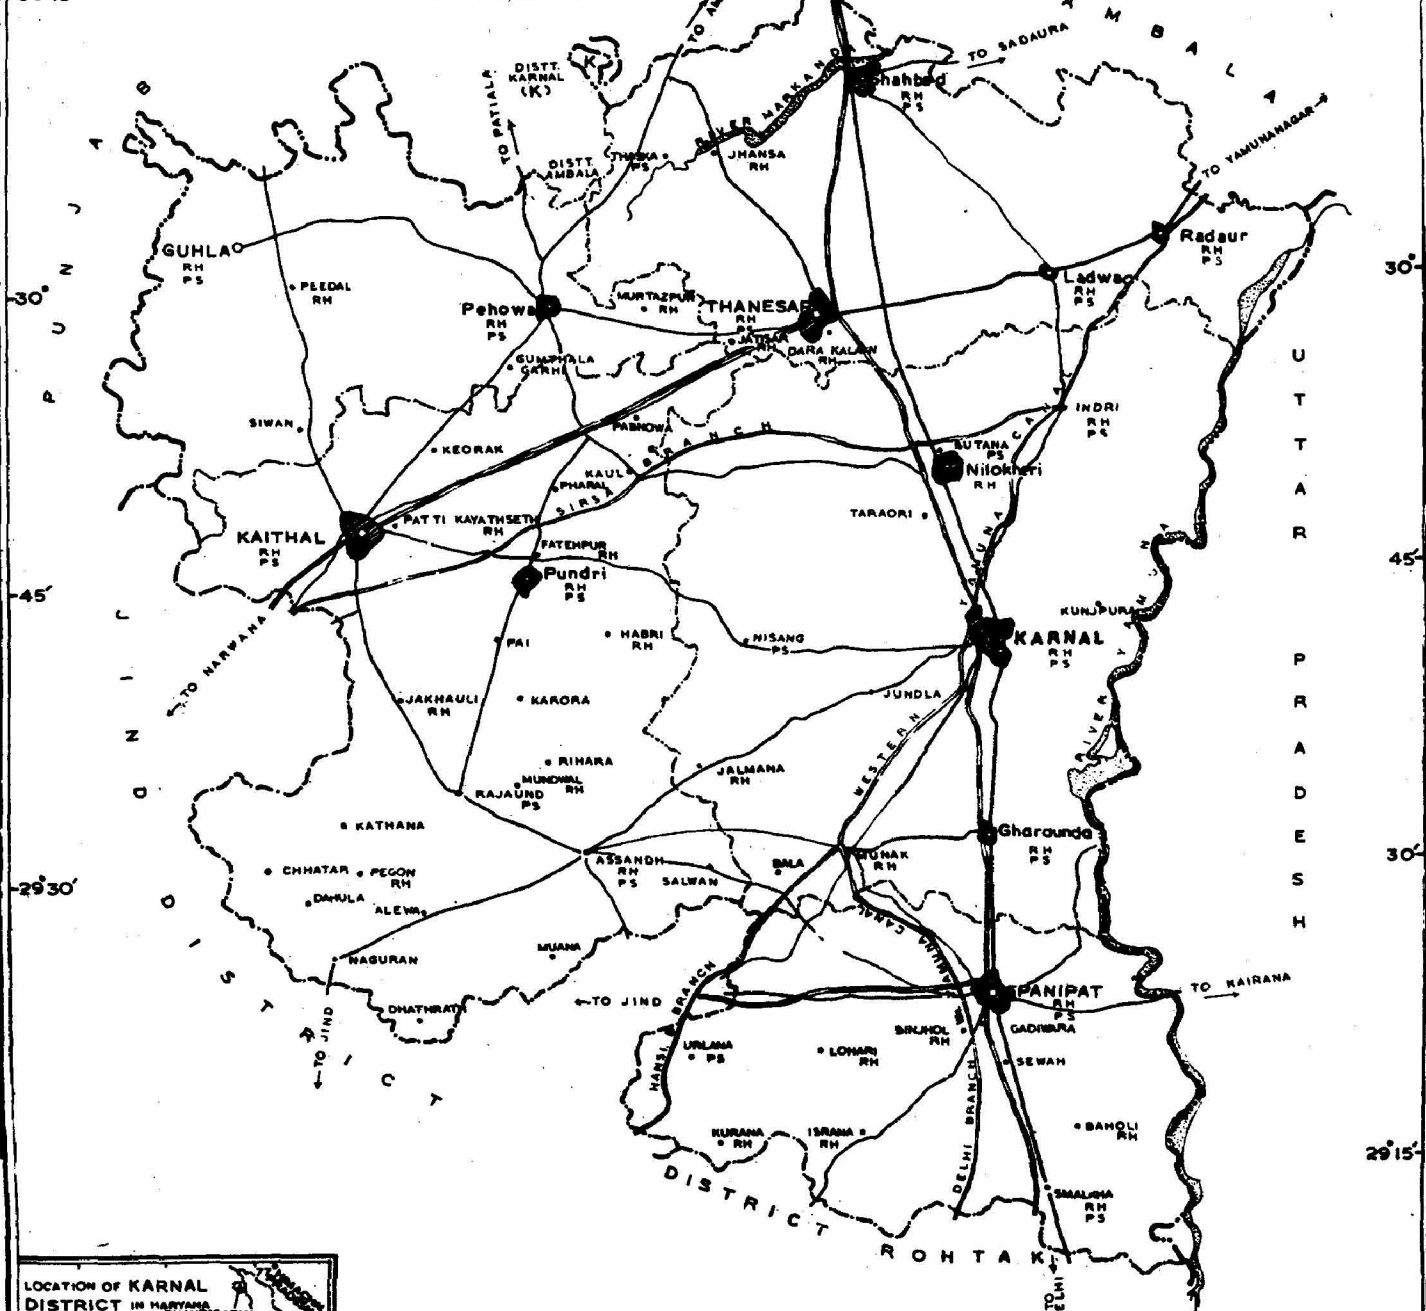 A M B A L A
TO SADAURA
DISTT.
KARNAL
(K)
K
TO PATIALA
RIVER MARKANDA
Shahbad
RH
PS
TO YAMUNANAGAR
THASKA
PS
JHANSA
RH
DISTT.
AMBALA
P U N J A B
GUHLA
RH
PS
Radaur
RH
PS
Ladwa
RH
PS
30°
30°
PEEDAL
RH
Pehowa
RH
PS
MURTAZPUR
RH
THANESAR
RH
PS
JATHAR
RH
DARA KALAN
RH
GUMTHALA
GARHI
UTTAR PRADESH
SIWAN
KEORAK
PABNOWA
INDRI
RH
PS
BUTANA
PS
Nilokheri
RH
KAUL
PHARAL
SIRSA BRANCH
TARAORI
KAITHAL
RH
PS
PATTI KAYATHSETH
RH
FATEHPUR
RH
Pundri
RH
PS
45'
45'
KUNJPURA
KARNAL
RH
PS
RIVER YAMUNA
TO NARWANA
PAI
HABRI
RH
NISANG
PS
JUNDLA
JAKHAULI
RH
KARORA
WESTERN
YAMUNA CANAL
JIND DISTRICT
RIHARA
MUNDWAL
RH
JALMANA
RH
RAJAUND
PS
KATHANA
Gharaunda
RH
PS
ASSANDH
RH
PS
SALWAN
BALA
MUNAK
RH
30'
29°30'
CHHATAR
PEGON
RH
DAHULA
ALEWA
NAGURAN
MUANA
DHATHRATH
TO JIND
TO JIND
HANSI BRANCH
PANIPAT
RH
PS
TO KAIRANA
URLANA
PS
LOHARI
RH
BINJHOL
RH
GADIWARA
SEWAH
DELHI BRANCH
KURANA
RH
ISRANA
RH
BAHOLI
RH
29°15'
SMALKHA
RH
PS
DISTRICT ROHTAK
LOCATION OF KARNAL
DISTRICT IN HARYANA